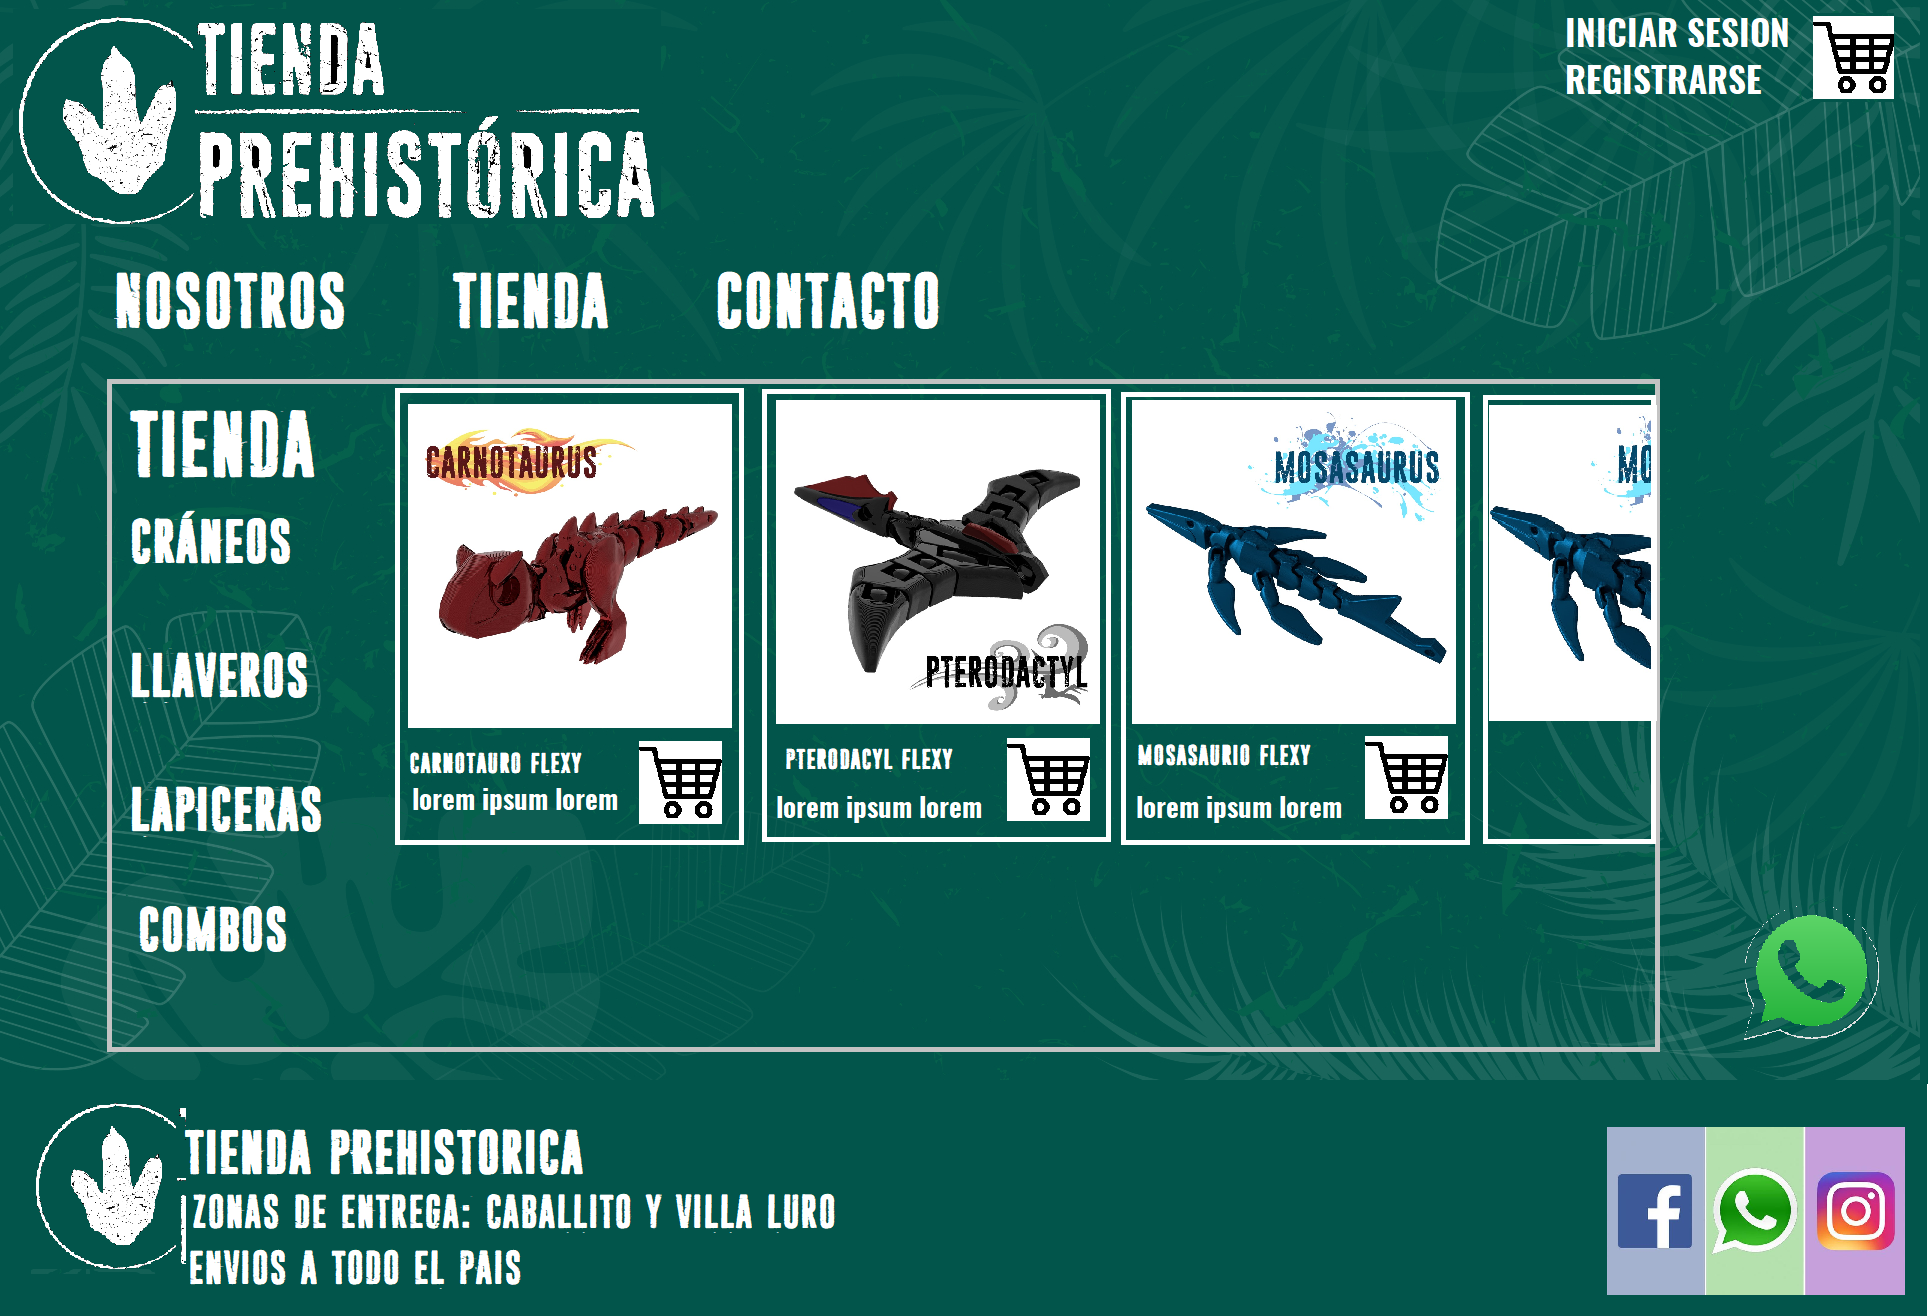 TIENDA
PREHISTÓRICA
INICIAR SESION
REGISTRARSE
NOSOTROS TIENDA CONTACTO
TIENDA
CRÁNEOS
LLAVEROS
LAPICERAS
COMBOS
CARNOTAURUS
CARNOTAURO FLEXY
lorem ipsum lorem
PTERODACTYL
PTERODACYL FLEXY
lorem ipsum lorem
MOSASAURUS
MOSASAURIO FLEXY
lorem ipsum lorem
MO
TIENDA PREHISTORICA
ZONAS DE ENTREGA: CABALLITO Y VILLA LURO
ENVIOS A TODO EL PAIS